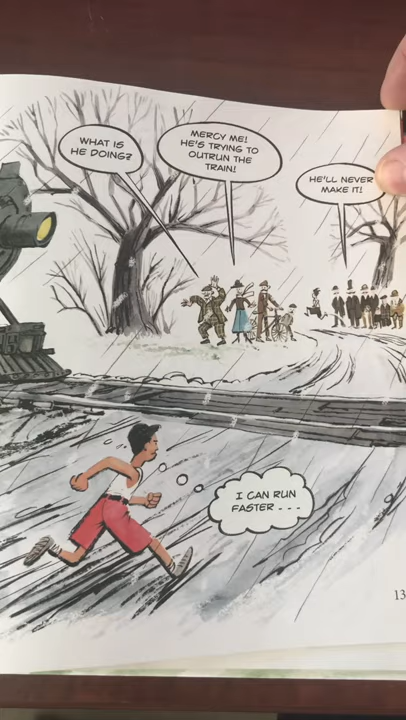 WHAT IS
HE DOING?
MERCY ME!
HE'S TRYING TO
OUTRUN THE
TRAIN!
HE'LL NEVER
MAKE IT!
I CAN RUN
FASTER - - -
13